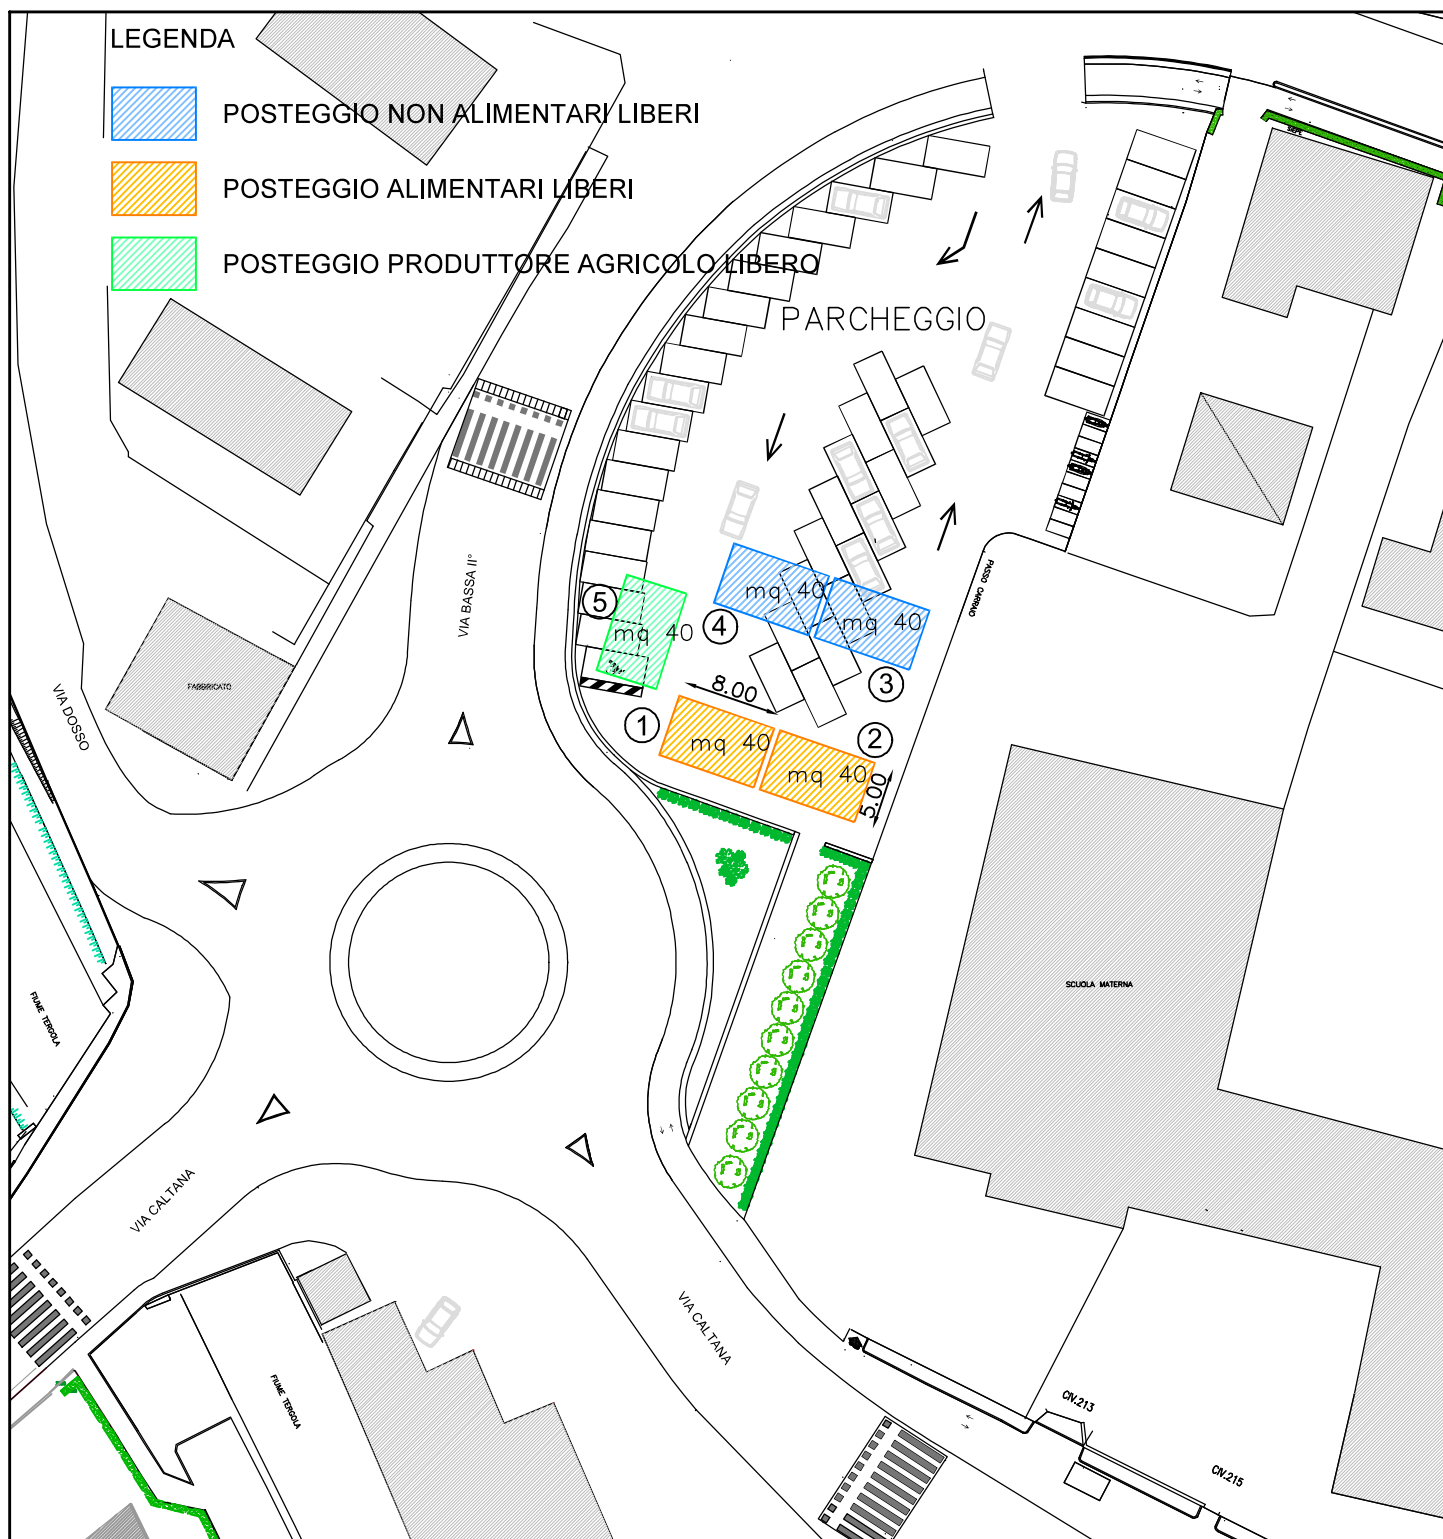 LEGENDA
POSTEGGIO NON ALIMENTARI LIBERI
POSTEGGIO ALIMENTARI LIBERI
POSTEGGIO PRODUTTORE AGRICOLO LIBERO
SIEPE
PARCHEGGIO
PASSO CARRAIO
VIA BASSA II°
5
mq 40
4
mq 40
mq 40
3
FABBRICATO
VIA DOSSO
8.00
1
mq 40
2
mq 40
5.00
FIUME TERGOLA
SCUOLA MATERNA
VIA CALTANA
VIA CALTANA
FIUME TERGOLA
CIV.213
CIV.215